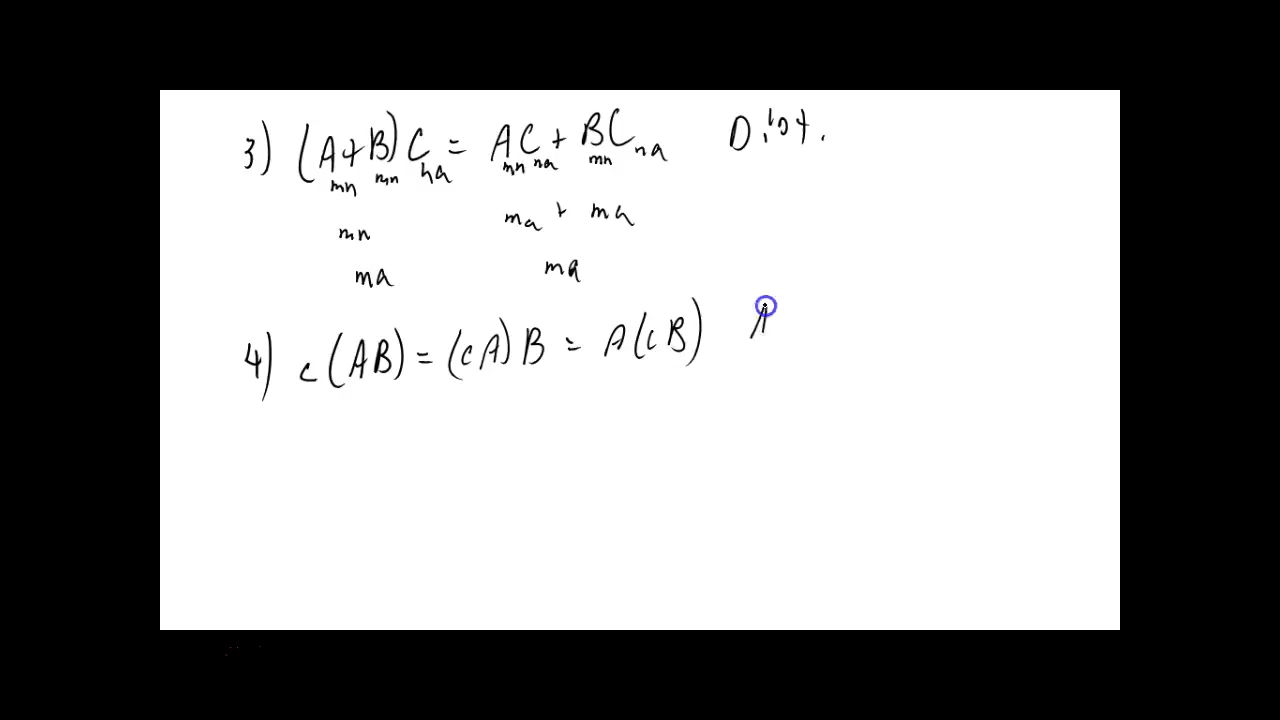 3) (A+B)C = AC + BC Dist.
mn mn na mn na mn na
mn ma + ma
ma ma
4) c(AB) = (cA)B = A(cB) A